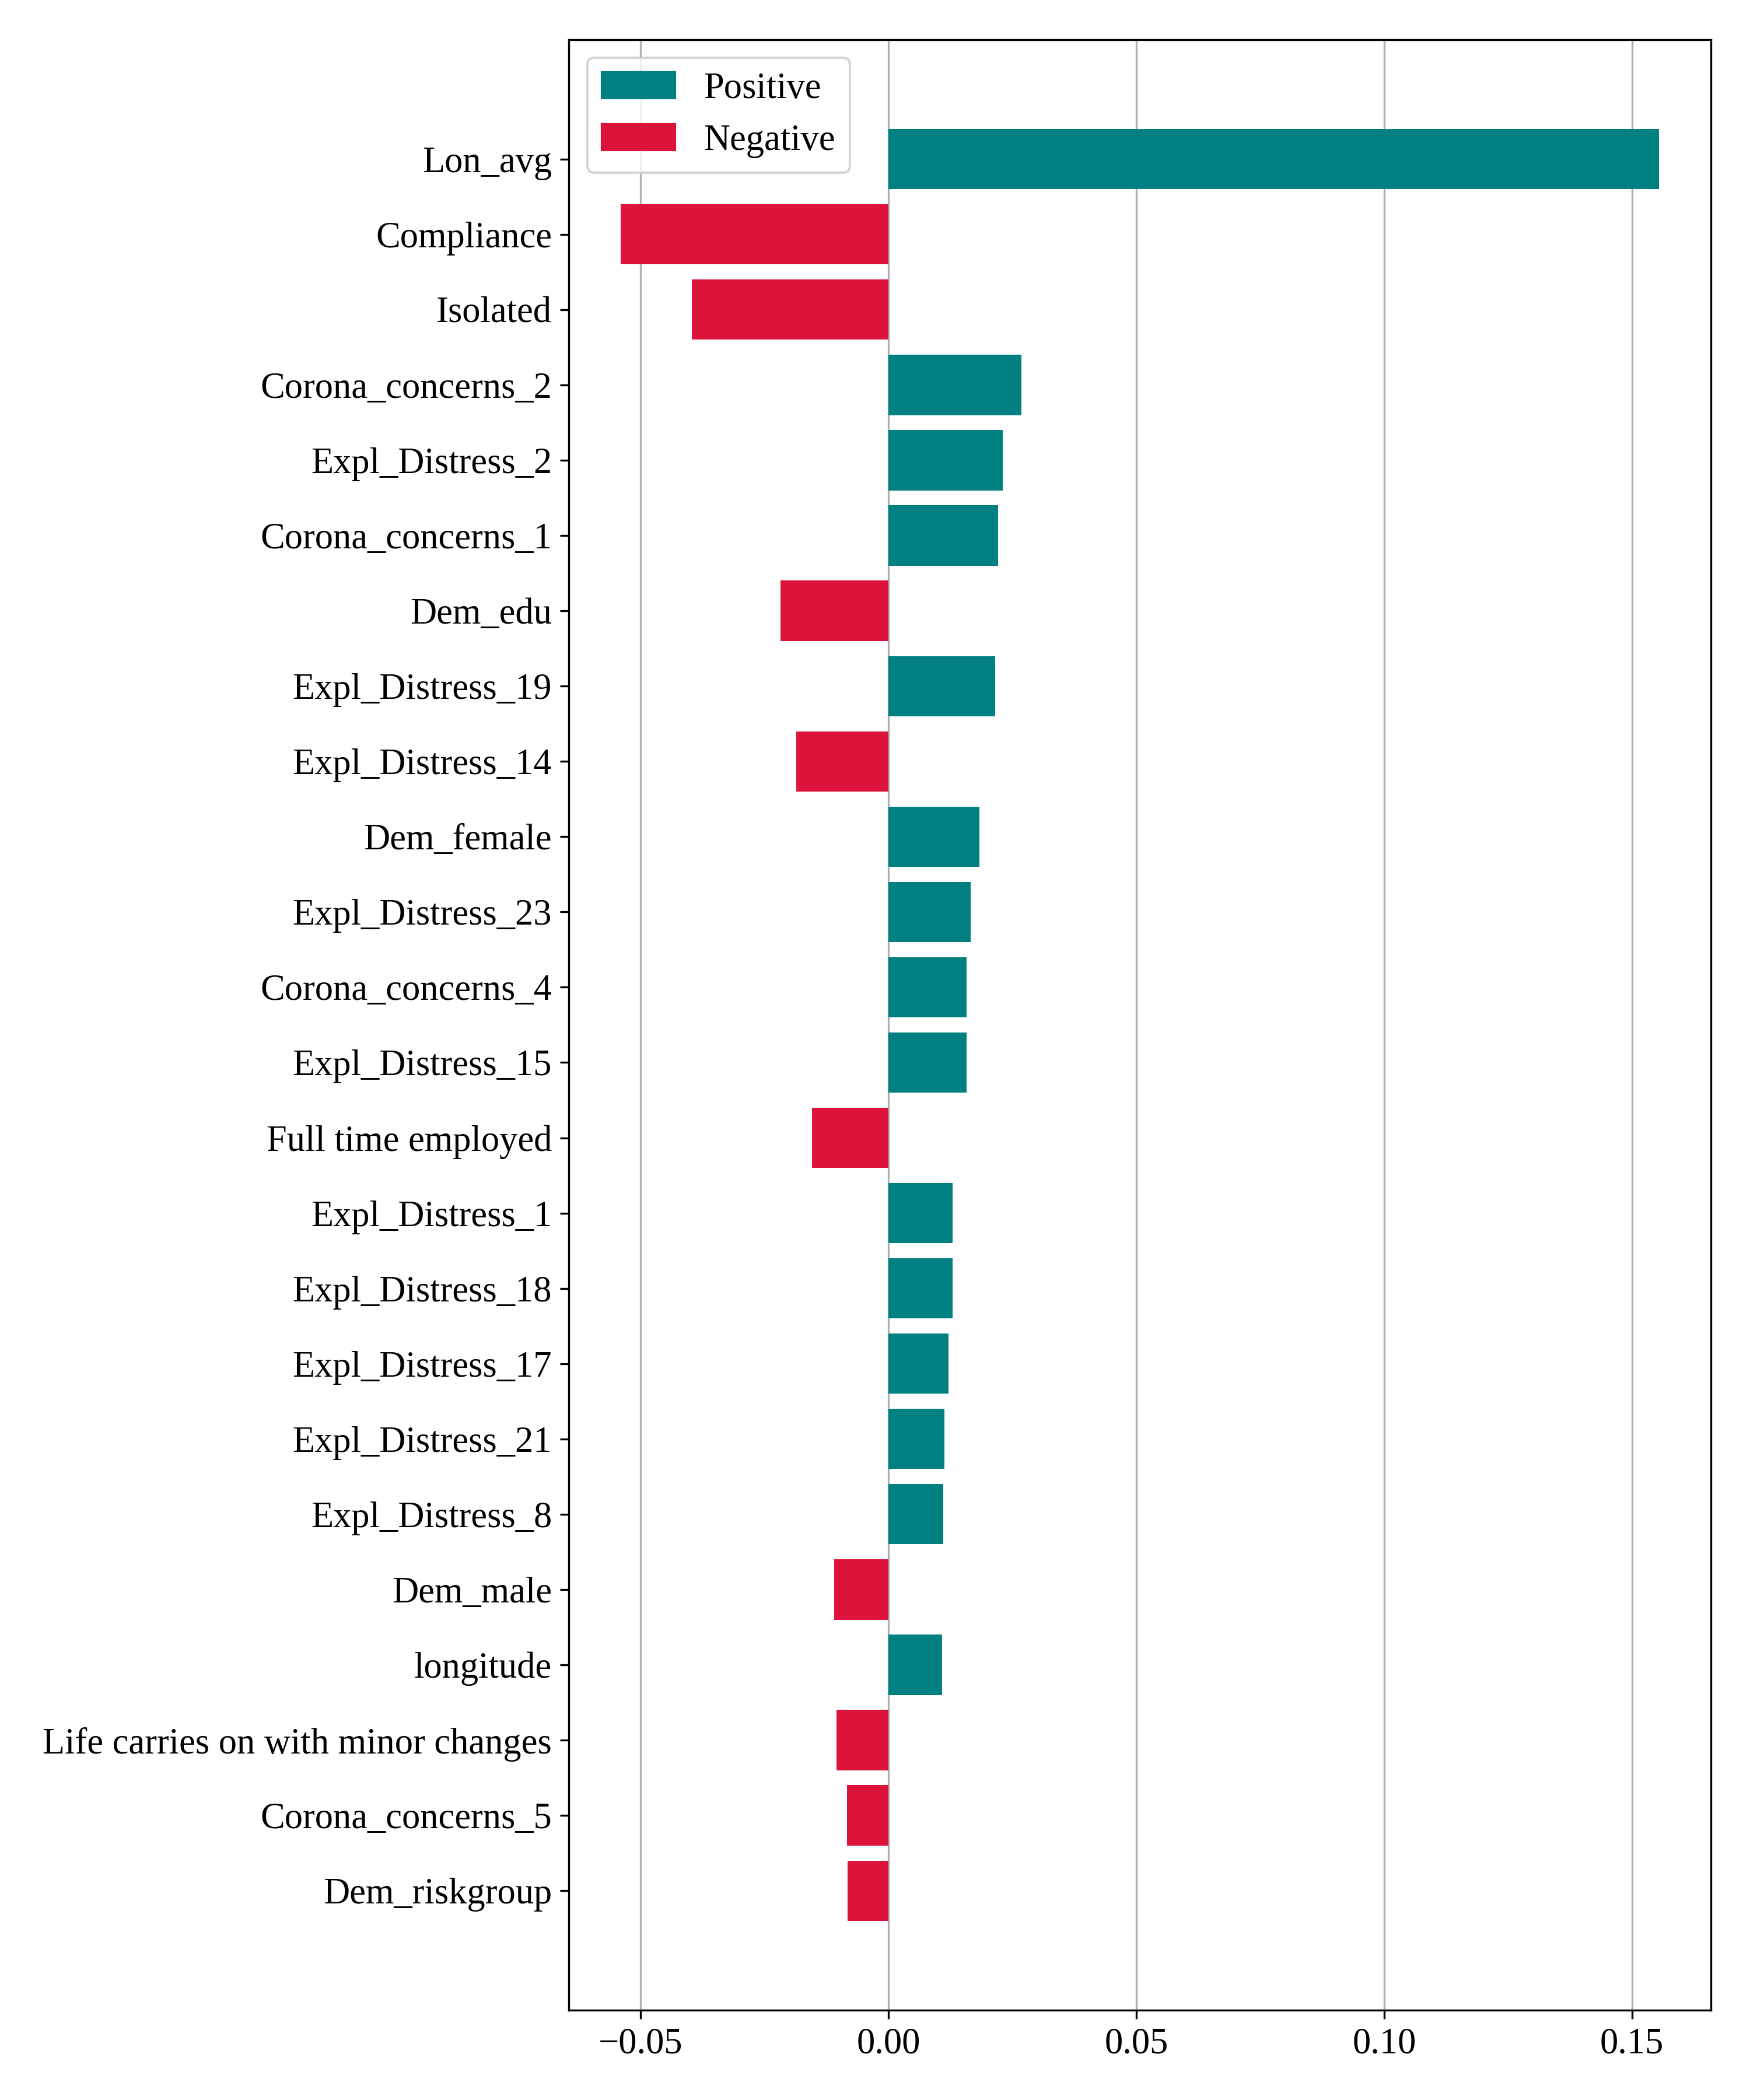 Positive
Negative
Lon_avg
Compliance
Isolated
Corona_concerns_2
Expl_Distress_2
Corona_concerns_1
Dem_edu
Expl_Distress_19
Expl_Distress_14
Dem_female
Expl_Distress_23
Corona_concerns_4
Expl_Distress_15
Full time employed
Expl_Distress_1
Expl_Distress_18
Expl_Distress_17
Expl_Distress_21
Expl_Distress_8
Dem_male
longitude
Life carries on with minor changes
Corona_concerns_5
Dem_riskgroup
−0.05 0.00 0.05 0.10 0.15